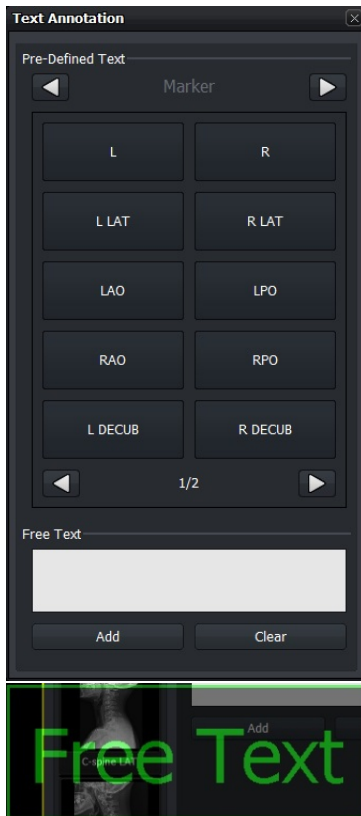 Text Annotation
Pre-Defined Text
Marker
L R
L LAT R LAT
LAO LPO
RAO RPO
L DECUB R DECUB
1/2
Free Text
Add Clear
Add
Free Text
C-spine LAT